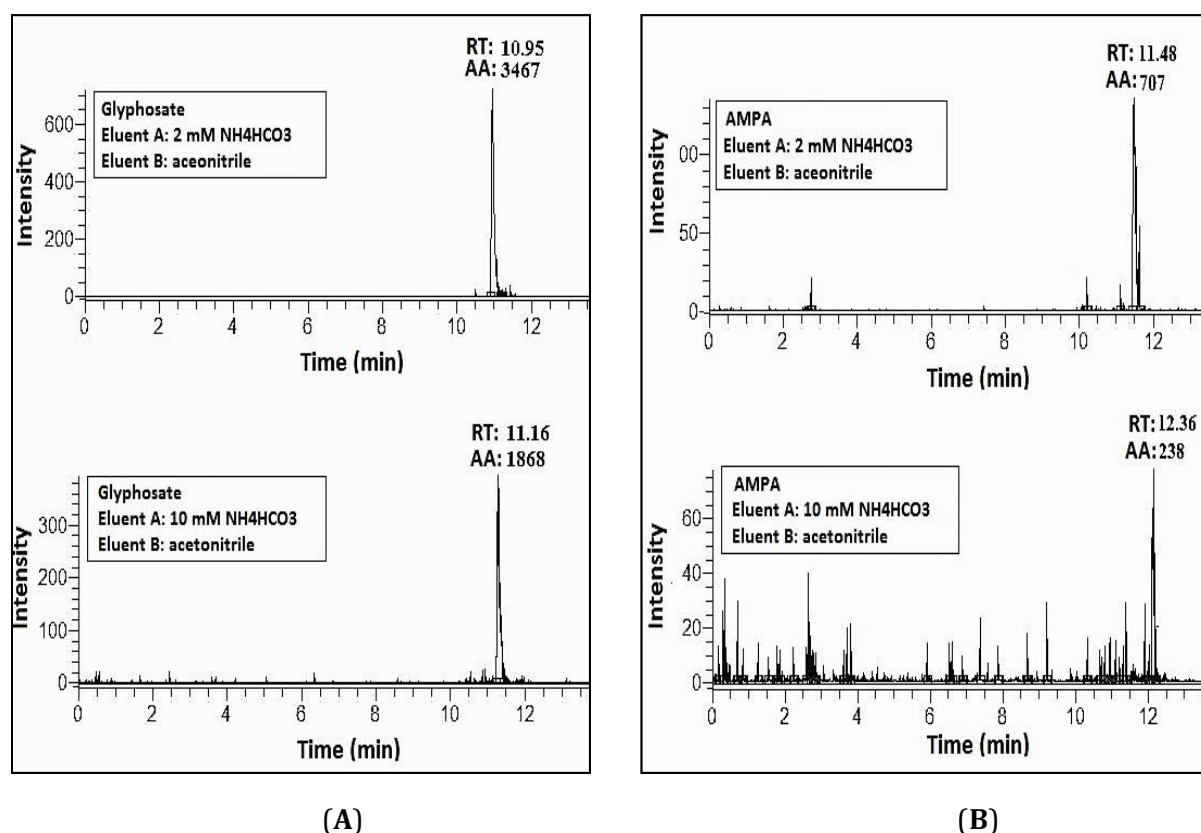 RT: 10.95
AA: 3467
Glyphosate
Eluent A: 2 mM NH4HCO3
Eluent B: aceonitrile
Intensity
600
400
200
0
0 2 4 6 8 10 12
Time (min)
RT: 11.16
AA: 1868
Glyphosate
Eluent A: 10 mM NH4HCO3
Eluent B: acetonitrile
Intensity
300
200
100
0
0 2 4 6 8 10 12
Time (min)
(A)
RT: 11.48
AA: 707
AMPA
Eluent A: 2 mM NH4HCO3
Eluent B: aceonitrile
Intensity
00
50
0
0 2 4 6 8 10 12
Time (min)
RT: 12.36
AA: 238
AMPA
Eluent A: 10 mM NH4HCO3
Eluent B: acetonitrile
Intensity
60
40
20
0
0 2 4 6 8 10 12
Time (min)
(B)